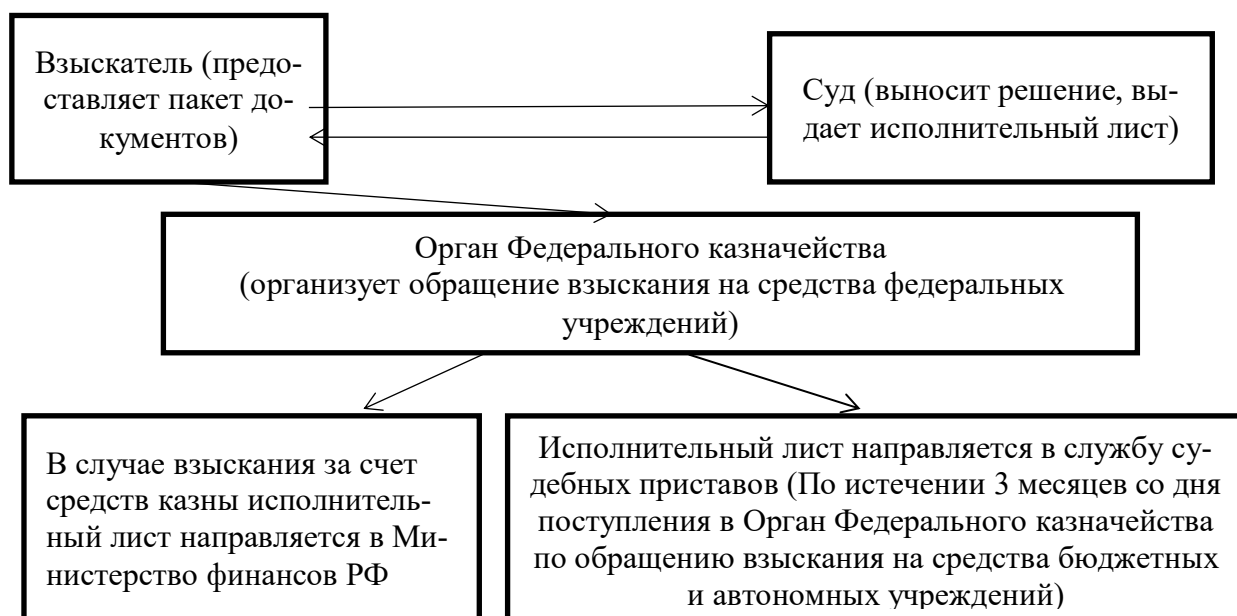 Взыскатель (предо-
ставляет пакет до-
кументов)
Суд (выносит решение, вы-
дает исполнительный лист)
Орган Федерального казначейства
(организует обращение взыскания на средства федеральных
учреждений)
В случае взыскания за счет
средств казны исполнитель-
ный лист направляется в Ми-
нистерство финансов РФ
Исполнительный лист направляется в службу су-
дебных приставов (По истечении 3 месяцев со дня
поступления в Орган Федерального казначейства
по обращению взыскания на средства бюджетных
и автономных учреждений)